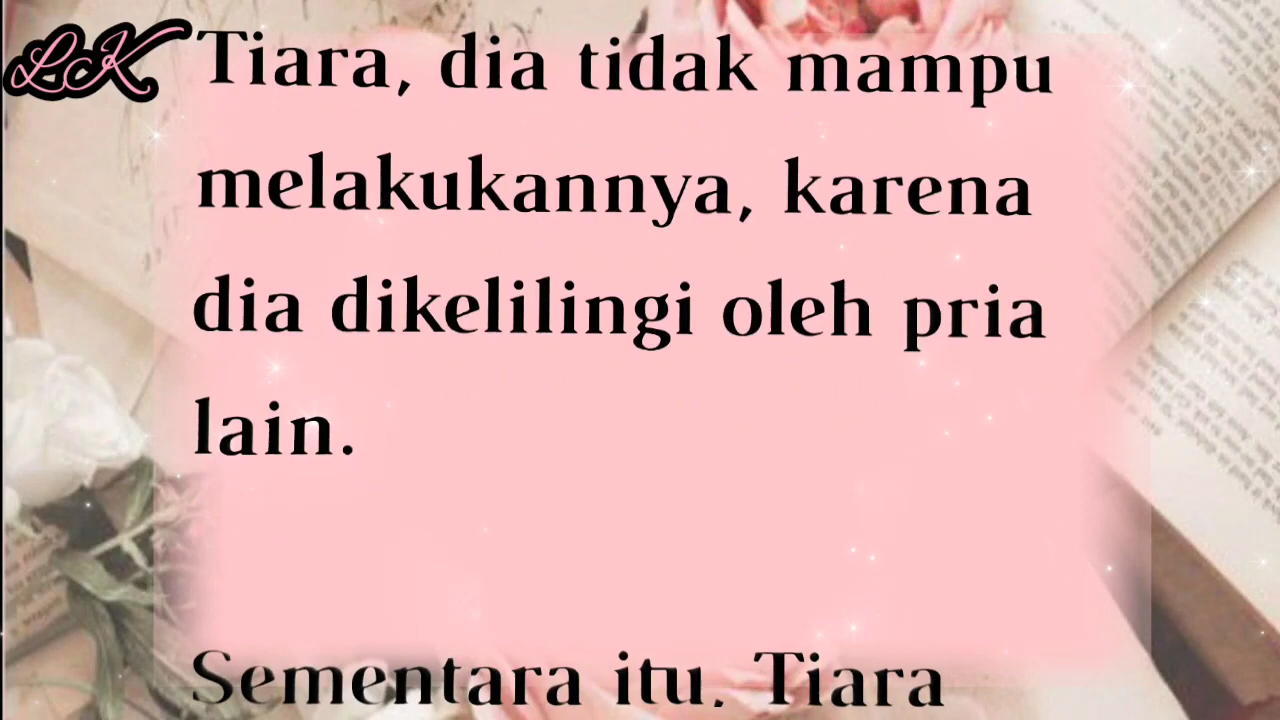 LK
Tiara, dia tidak mampu
melakukannya, karena
dia dikelilingi oleh pria
lain.
Sementara itu, Tiara